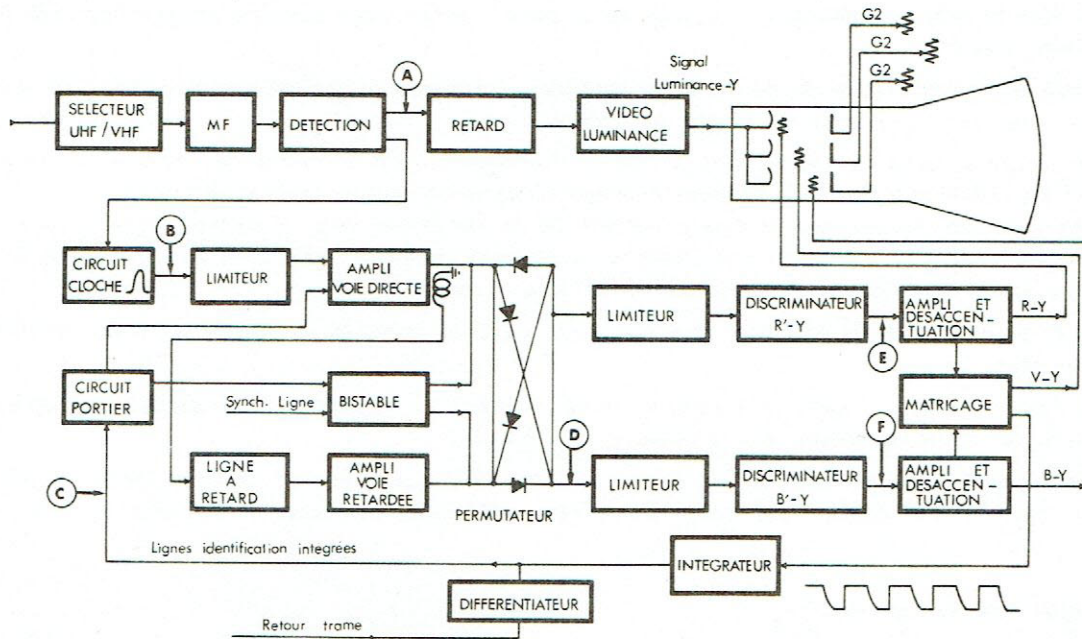 G2
G2
G2
Signal
Luminance-Y
A
SELECTEUR
UHF/VHF
MF
DETECTION
RETARD
VIDEO
LUMINANCE
B
CIRCUIT
CLOCHE
LIMITEUR
AMPLI
VOIE DIRECTE
LIMITEUR
DISCRIMINATEUR
R'-Y
AMPLI ET
DESACCEN-
TUATION
R-Y
E
CIRCUIT
PORTIER
Synch. Ligne
BISTABLE
MATRICAGE
V-Y
D
F
C
LIGNE
A
RETARD
AMPLI
VOIE
RETARDEE
PERMUTATEUR
LIMITEUR
DISCRIMINATEUR
B'-Y
AMPLI ET
DESACCEN-
TUATION
B-Y
Lignes identification integrées
INTEGRATEUR
DIFFERENTIATEUR
Retour trame